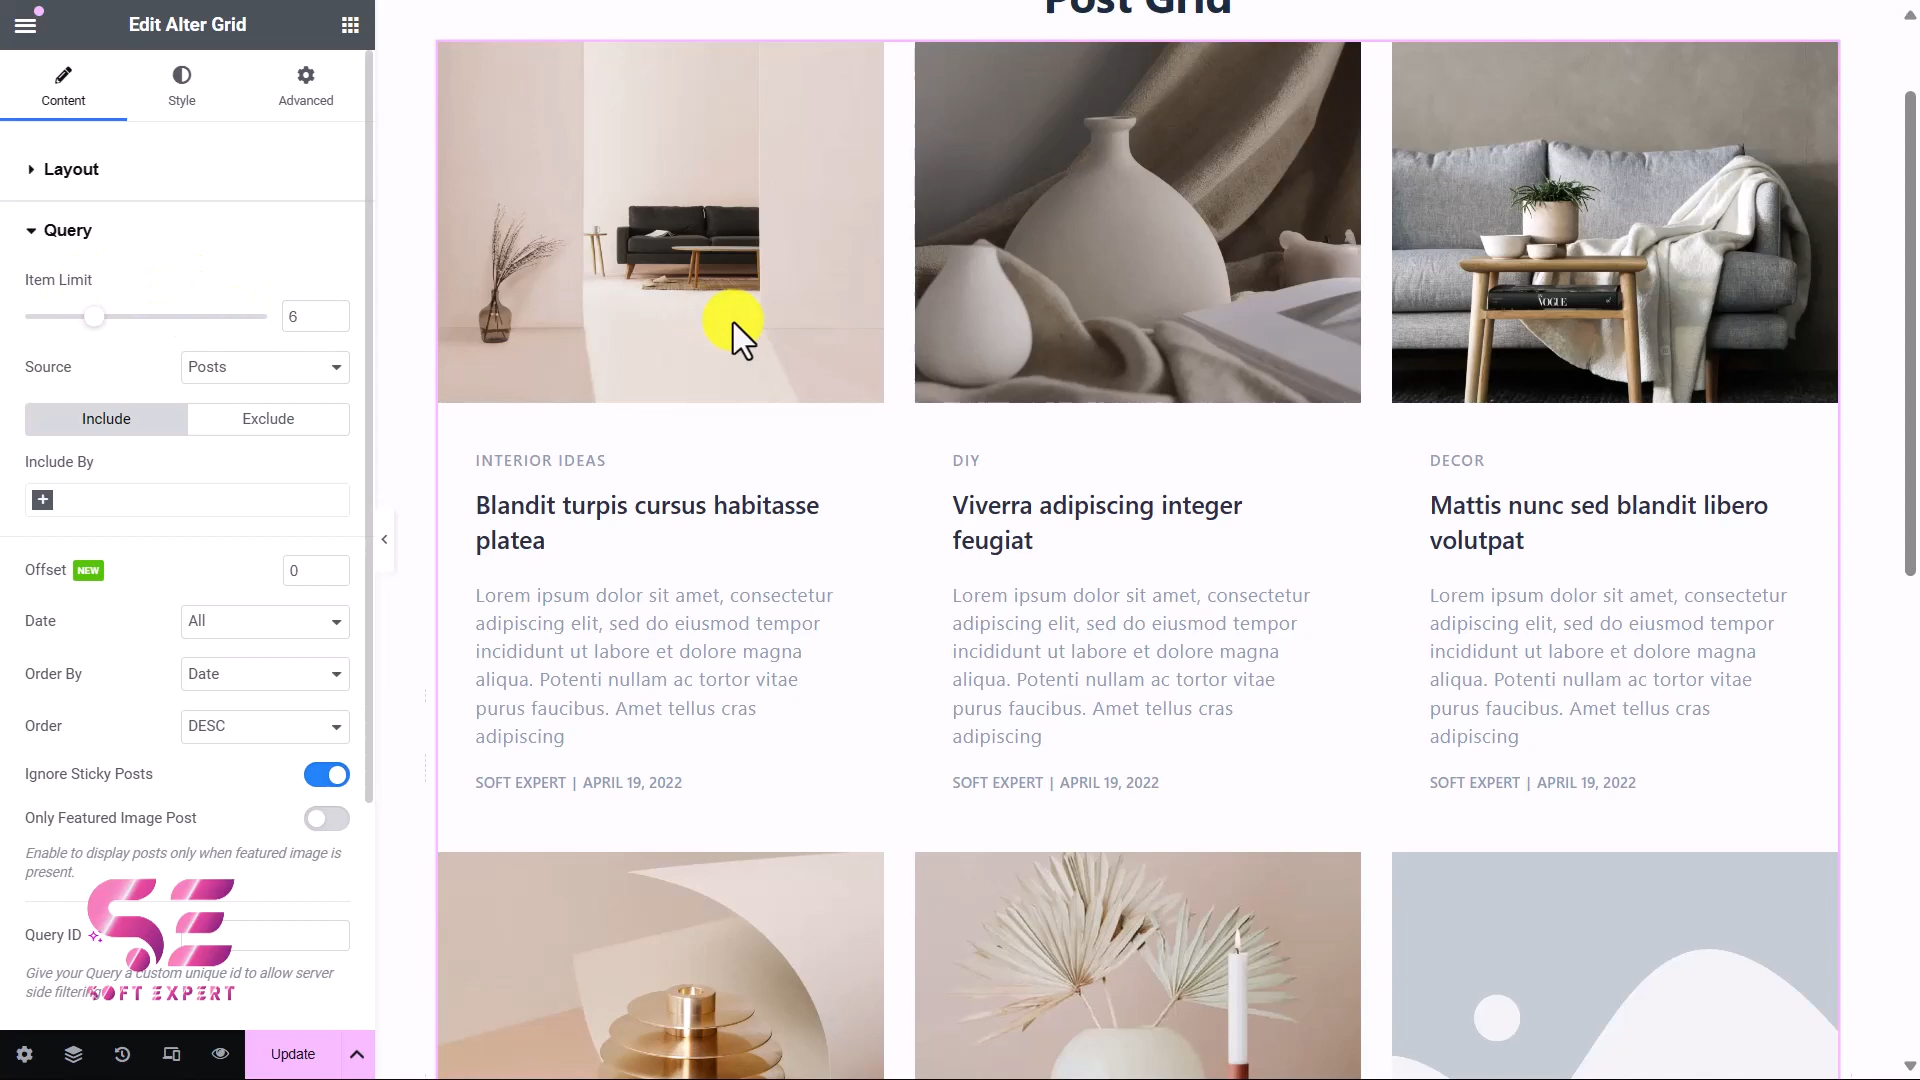 Edit Alter Grid
Content
Style
Advanced
Layout
Query
Item Limit
6
Source
Posts
Include
Exclude
Include By
+
Offset
NEW
0
Date
All
Order By
Date
Order
DESC
Ignore Sticky Posts
Only Featured Image Post
Enable to display posts only when featured image is
present.
Query ID
Give your Query a custom unique id to allow server
side filtering
SE
SOFT EXPERT
Update
Post Grid
VOGUE
INTERIOR IDEAS
Blandit turpis cursus habitasse
platea
Lorem ipsum dolor sit amet, consectetur
adipiscing elit, sed do eiusmod tempor
incididunt ut labore et dolore magna
aliqua. Potenti nullam ac tortor vitae
purus faucibus. Amet tellus cras
adipiscing
SOFT EXPERT | APRIL 19, 2022
DIY
Viverra adipiscing integer
feugiat
Lorem ipsum dolor sit amet, consectetur
adipiscing elit, sed do eiusmod tempor
incididunt ut labore et dolore magna
aliqua. Potenti nullam ac tortor vitae
purus faucibus. Amet tellus cras
adipiscing
SOFT EXPERT | APRIL 19, 2022
DECOR
Mattis nunc sed blandit libero
volutpat
Lorem ipsum dolor sit amet, consectetur
adipiscing elit, sed do eiusmod tempor
incididunt ut labore et dolore magna
aliqua. Potenti nullam ac tortor vitae
purus faucibus. Amet tellus cras
adipiscing
SOFT EXPERT | APRIL 19, 2022